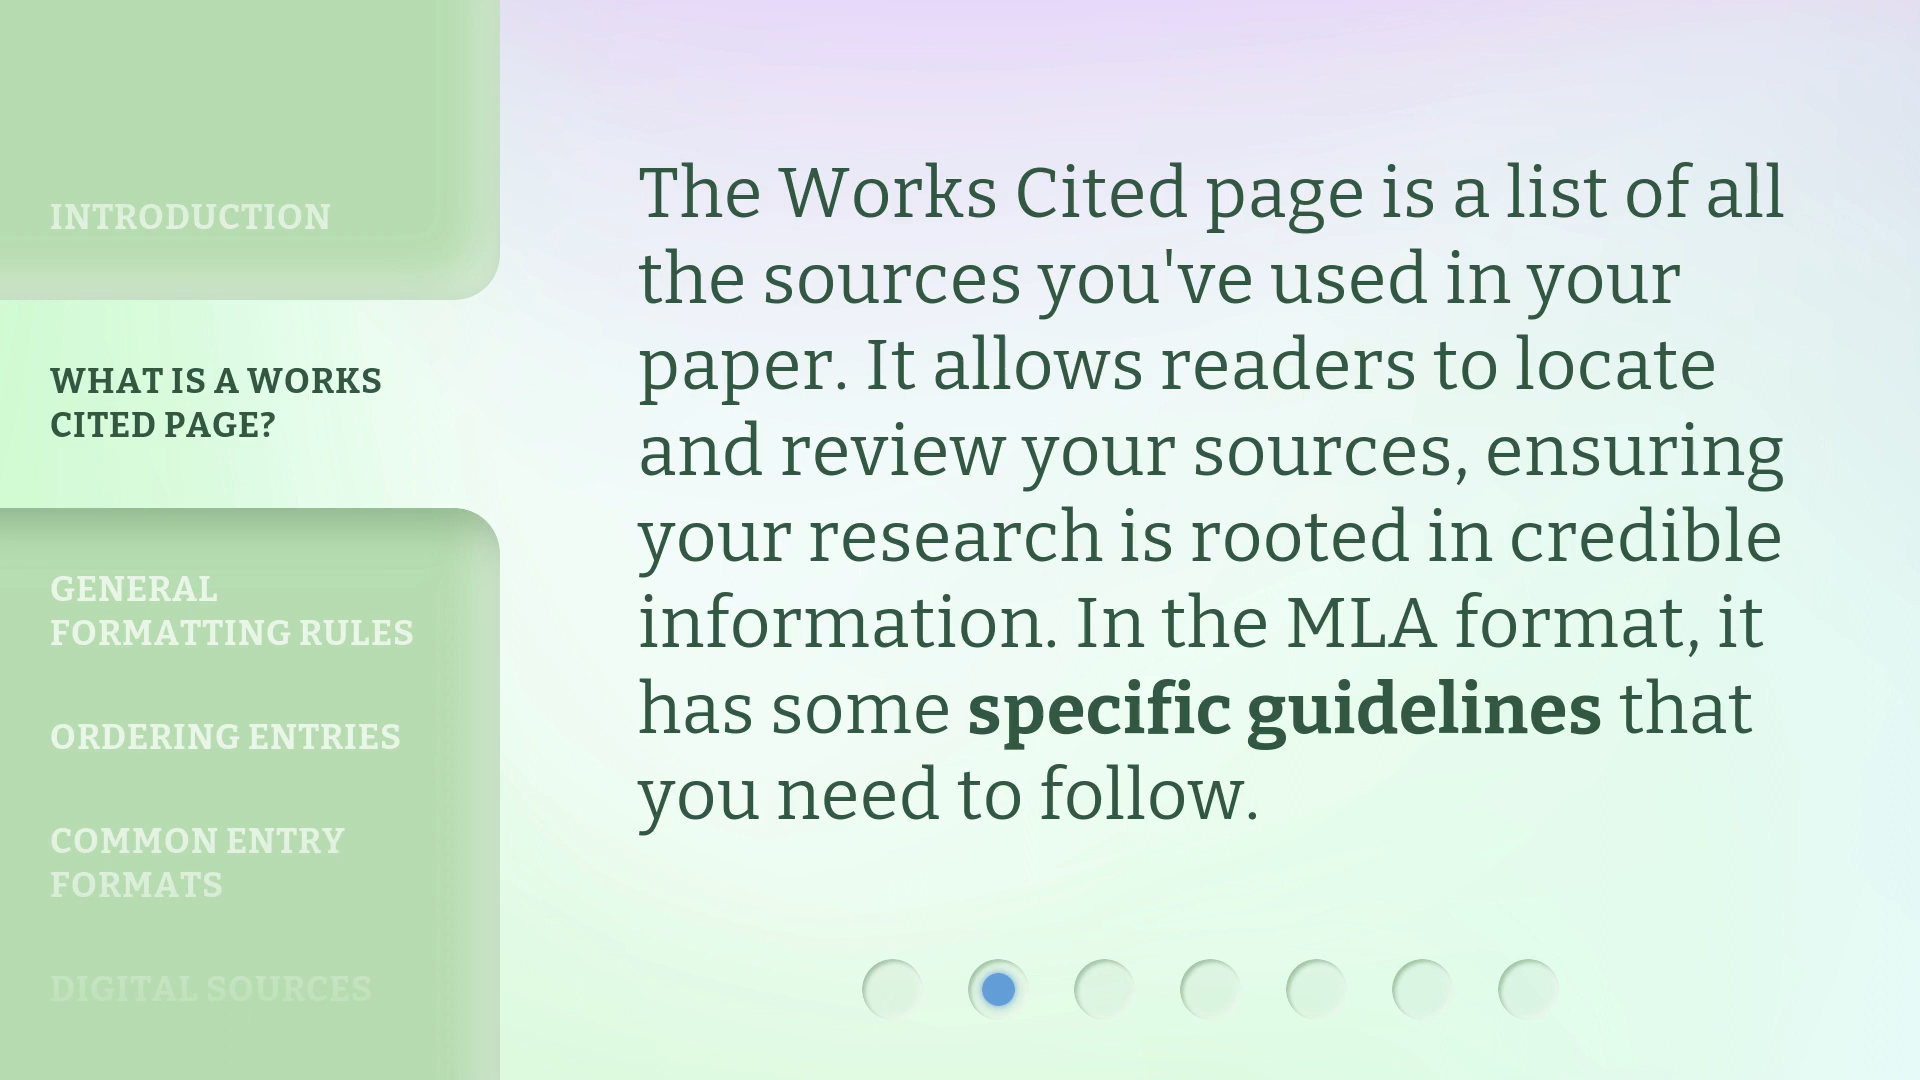 INTRODUCTION
WHAT IS A WORKS
CITED PAGE?
GENERAL
FORMATTING RULES
ORDERING ENTRIES
COMMON ENTRY
FORMATS
DIGITAL SOURCES
The Works Cited page is a list of all
the sources you've used in your
paper. It allows readers to locate
and review your sources, ensuring
your research is rooted in credible
information. In the MLA format, it
has some specific guidelines that
you need to follow.